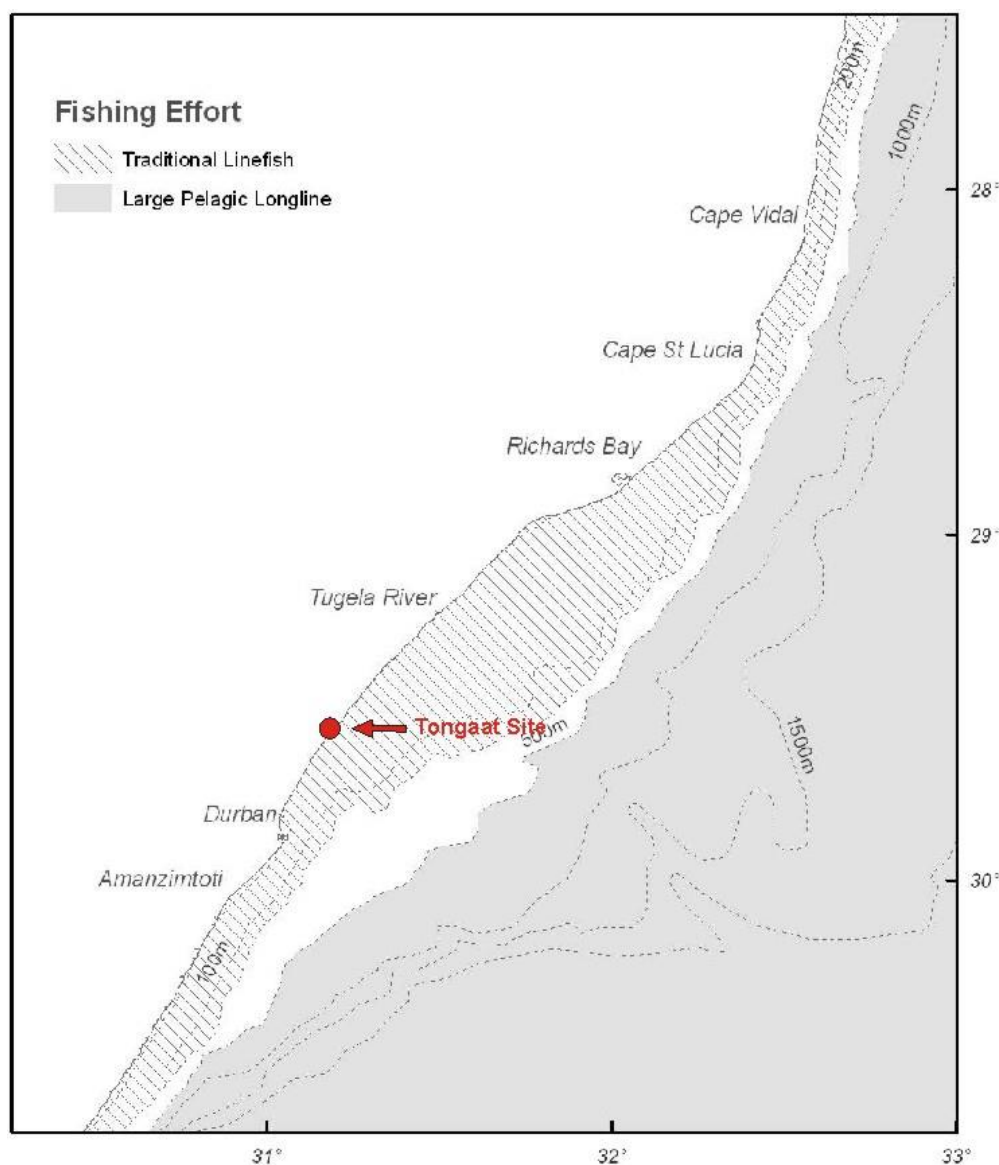 Fishing Effort
Traditional Linefish
Large Pelagic Longline
200m
1000m
28°
Cape Vidal
Cape St Lucia
Richards Bay
29°
Tugela River
Tongaat Site
500m
1500m
Durban
Amanzimtoti
30°
100m
31°
32°
33°